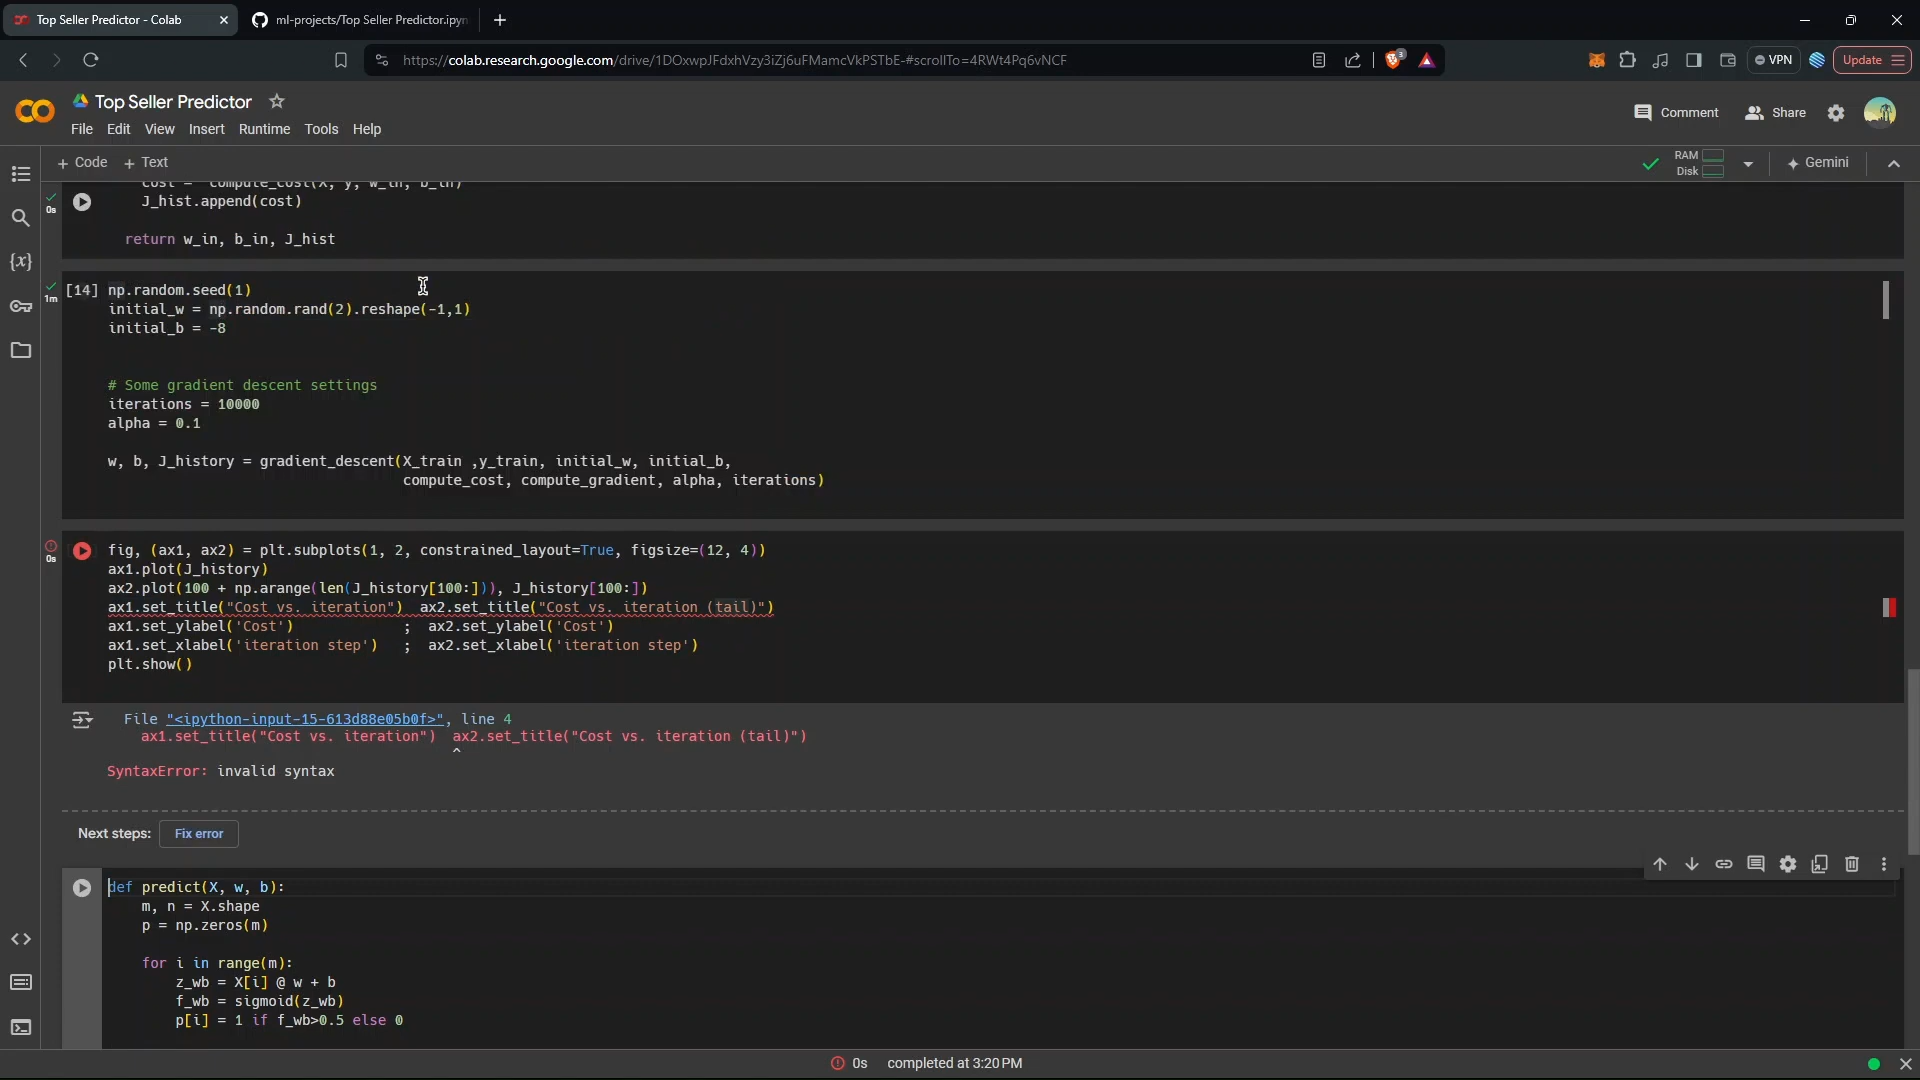 Top Seller Predictor - Colab
ml-projects/Top Seller Predictor.ipyn
https://colab.research.google.com/drive/1DOxwpJFdxhVzy3iZj6uFMamcVkPSTbE-#scrollTo=4RWt4Pq6vNCF
3
VPN
Update
Top Seller Predictor
File Edit View Insert Runtime Tools Help
Comment
Share
+ Code + Text
RAM
Disk
Gemini
cost = compute_cost(X, y, w_in, b_in)
0s
J_hist.append(cost)
return w_in, b_in, J_hist
1m
[14] np.random.seed(1)
initial_w = np.random.rand(2).reshape(-1,1)
initial_b = -8
# Some gradient descent settings
iterations = 10000
alpha = 0.1
w, b, J_history = gradient_descent(X_train ,y_train, initial_w, initial_b,
compute_cost, compute_gradient, alpha, iterations)
0s
fig, (ax1, ax2) = plt.subplots(1, 2, constrained_layout=True, figsize=(12, 4))
ax1.plot(J_history)
ax2.plot(100 + np.arange(len(J_history[100:])), J_history[100:])
ax1.set_title("Cost vs. iteration")  ax2.set_title("Cost vs. iteration (tail)")
ax1.set_ylabel('Cost')             ;  ax2.set_ylabel('Cost')
ax1.set_xlabel('iteration step')   ;  ax2.set_xlabel('iteration step')
plt.show()
File "<ipython-input-15-613d88e05b0f>", line 4
ax1.set_title("Cost vs. iteration")  ax2.set_title("Cost vs. iteration (tail)")
^
SyntaxError: invalid syntax
Next steps: Fix error
def predict(X, w, b):
m, n = X.shape
p = np.zeros(m)
for i in range(m):
z_wb = X[i] @ w + b
f_wb = sigmoid(z_wb)
p[i] = 1 if f_wb>0.5 else 0
0s completed at 3:20 PM